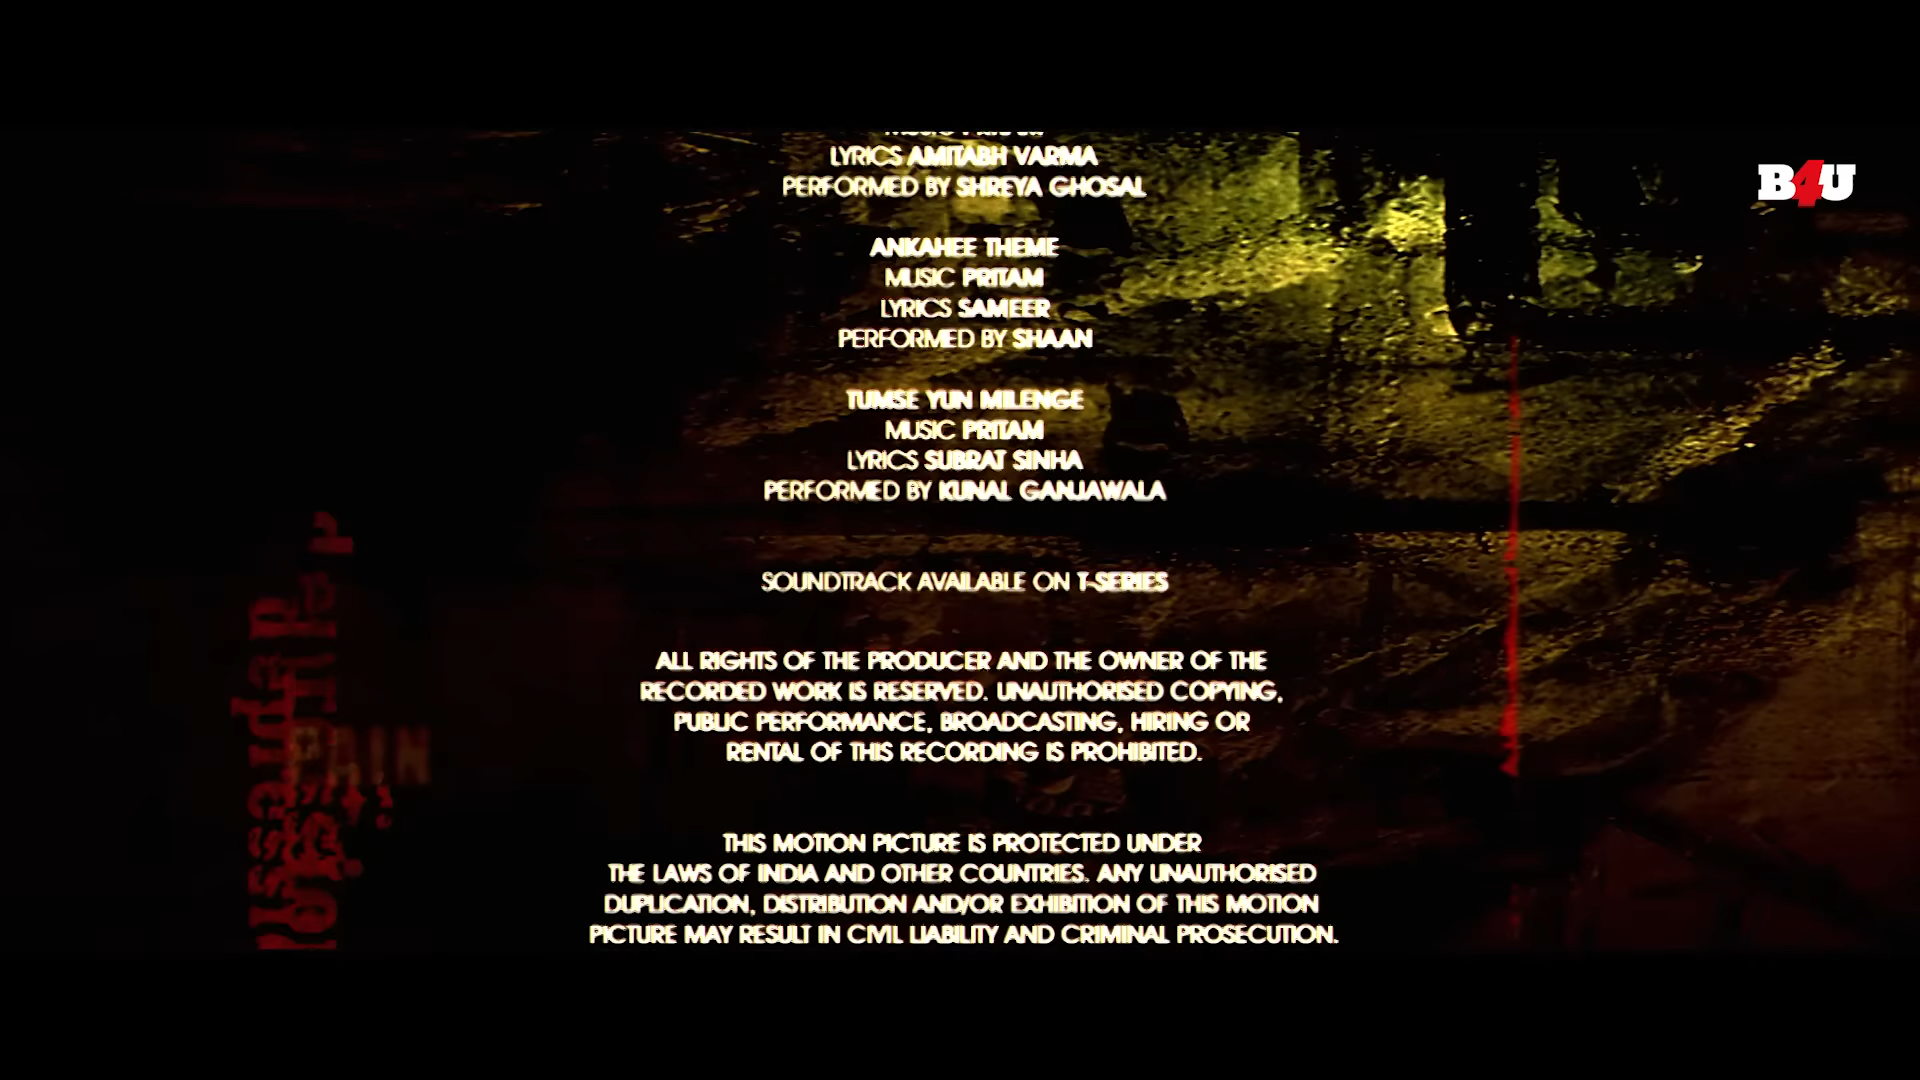 LYRICS AMITABH VARMA
PERFORMED BY SHREYA GHOSAL
ANKAHEE THEME
MUSIC PRITAM
LYRICS SAMEER
PERFORMED BY SHAAN
TUMSE YUN MILENGE
MUSIC PRITAM
LYRICS SUBRAT SINHA
PERFORMED BY KUNAL GANJAWALA
SOUNDTRACK AVAILABLE ON T-SERIES
ALL RIGHTS OF THE PRODUCER AND THE OWNER OF THE
RECORDED WORK IS RESERVED. UNAUTHORISED COPYING,
PUBLIC PERFORMANCE, BROADCASTING, HIRING OR
RENTAL OF THIS RECORDING IS PROHIBITED.
THIS MOTION PICTURE IS PROTECTED UNDER
THE LAWS OF INDIA AND OTHER COUNTRIES. ANY UNAUTHORISED
DUPLICATION, DISTRIBUTION AND/OR EXHIBITION OF THIS MOTION
PICTURE MAY RESULT IN CIVIL LIABILITY AND CRIMINAL PROSECUTION.
B4U
PAIN